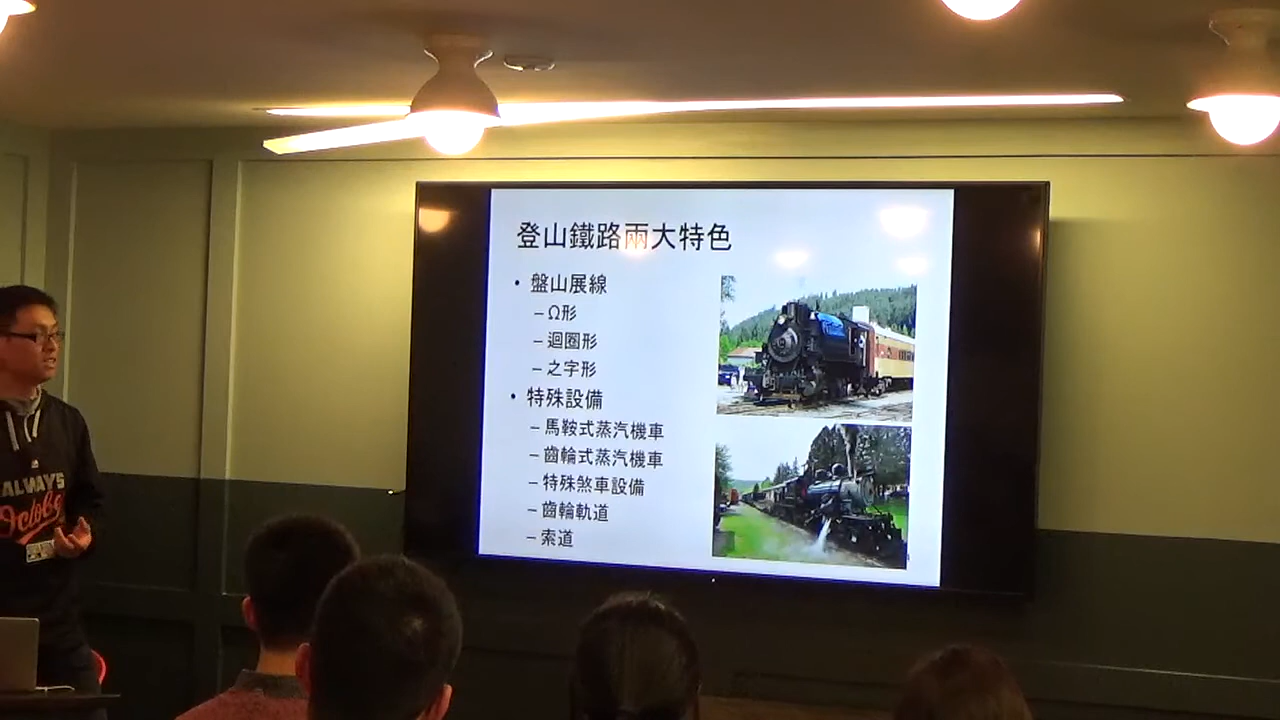 登山鐵路兩大特色
• 盤山展線
– Ω形
– 迴圈形
– 之字形
• 特殊設備
– 馬鞍式蒸汽機車
– 齒輪式蒸汽機車
– 特殊煞車設備
– 齒輪軌道
– 索道
ALWAYS
Octobe